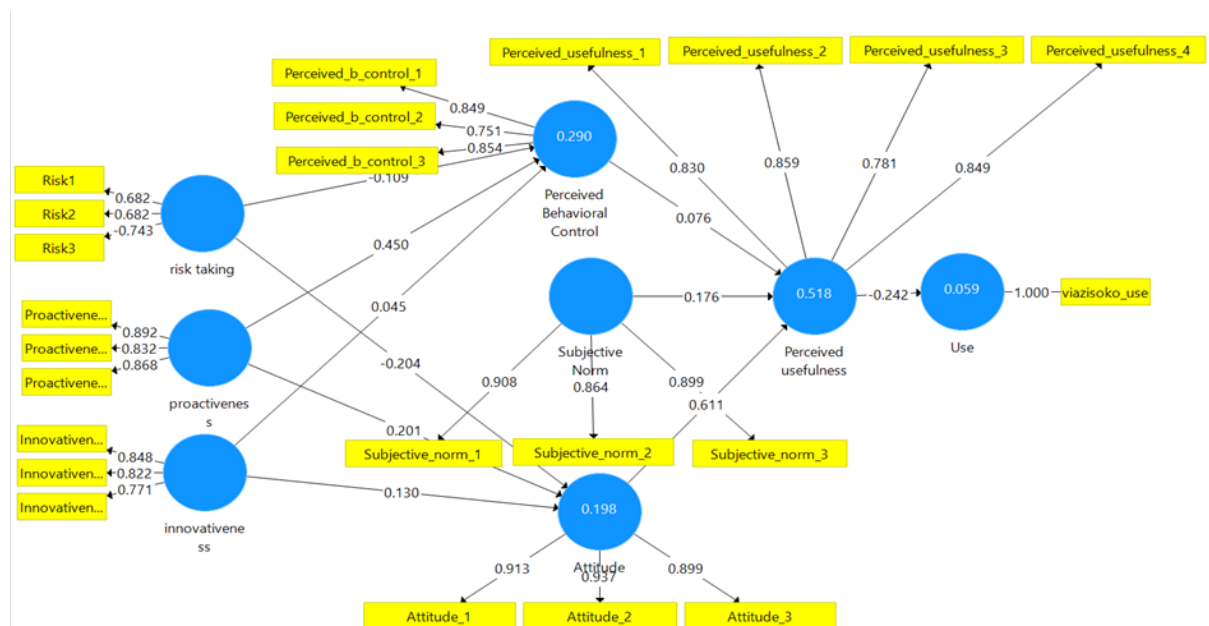 Perceived_usefulness_1
Perceived_usefulness_2
Perceived_usefulness_3
Perceived_usefulness_4
Perceived_b_control_1
Perceived_b_control_2
Perceived_b_control_3
0.849
0.751
0.854
-0.109
0.290
Perceived
Behavioral
Control
0.830
0.859
0.781
0.849
Risk1
Risk2
Risk3
0.682
0.682
-0.743
risk taking
0.450
0.045
-0.204
0.076
0.176
0.518
Perceived
usefulness
-0.242
0.059
Use
1.000
viazisoko_use
Proactivene...
Proactivene...
Proactivene...
0.892
0.832
0.868
proactivenes
s
Subjective
Norm
0.908
0.864
0.899
0.611
0.201
Subjective_norm_1
Subjective_norm_2
Subjective_norm_3
Innovativen...
Innovativen...
Innovativen...
0.848
0.822
0.771
innovativene
ss
0.130
0.198
Attitude
0.913
0.937
0.899
Attitude_1
Attitude_2
Attitude_3